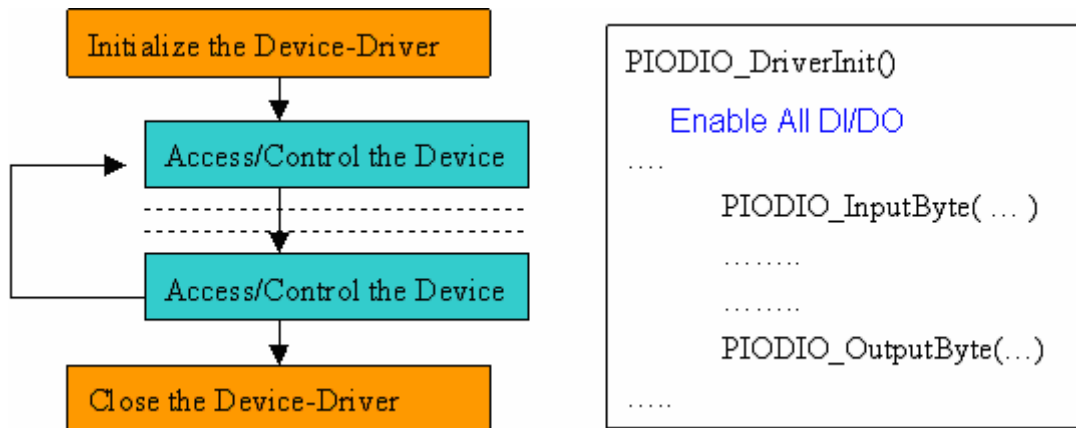 Initialize the Device-Driver
Access/Control the Device
Access/Control the Device
Close the Device-Driver
PIODIO_DriverInit()
Enable All DI/DO
....
PIODIO_InputByte( ... )
........
........
PIODIO_OutputByte(...)
.....